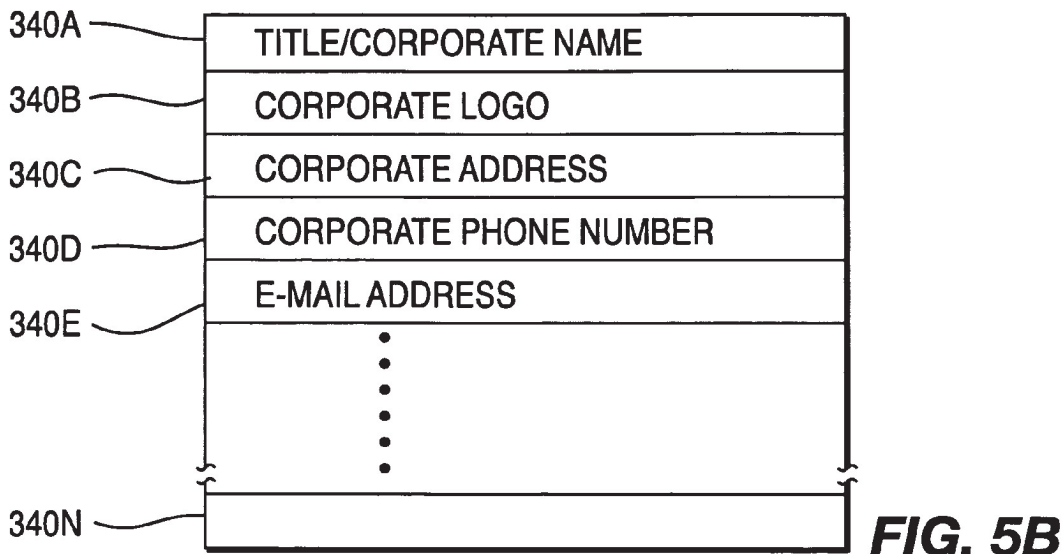 340A TITLE/CORPORATE NAME
340B CORPORATE LOGO
340C CORPORATE ADDRESS
340D CORPORATE PHONE NUMBER
340E E-MAIL ADDRESS
340N
FIG. 5B